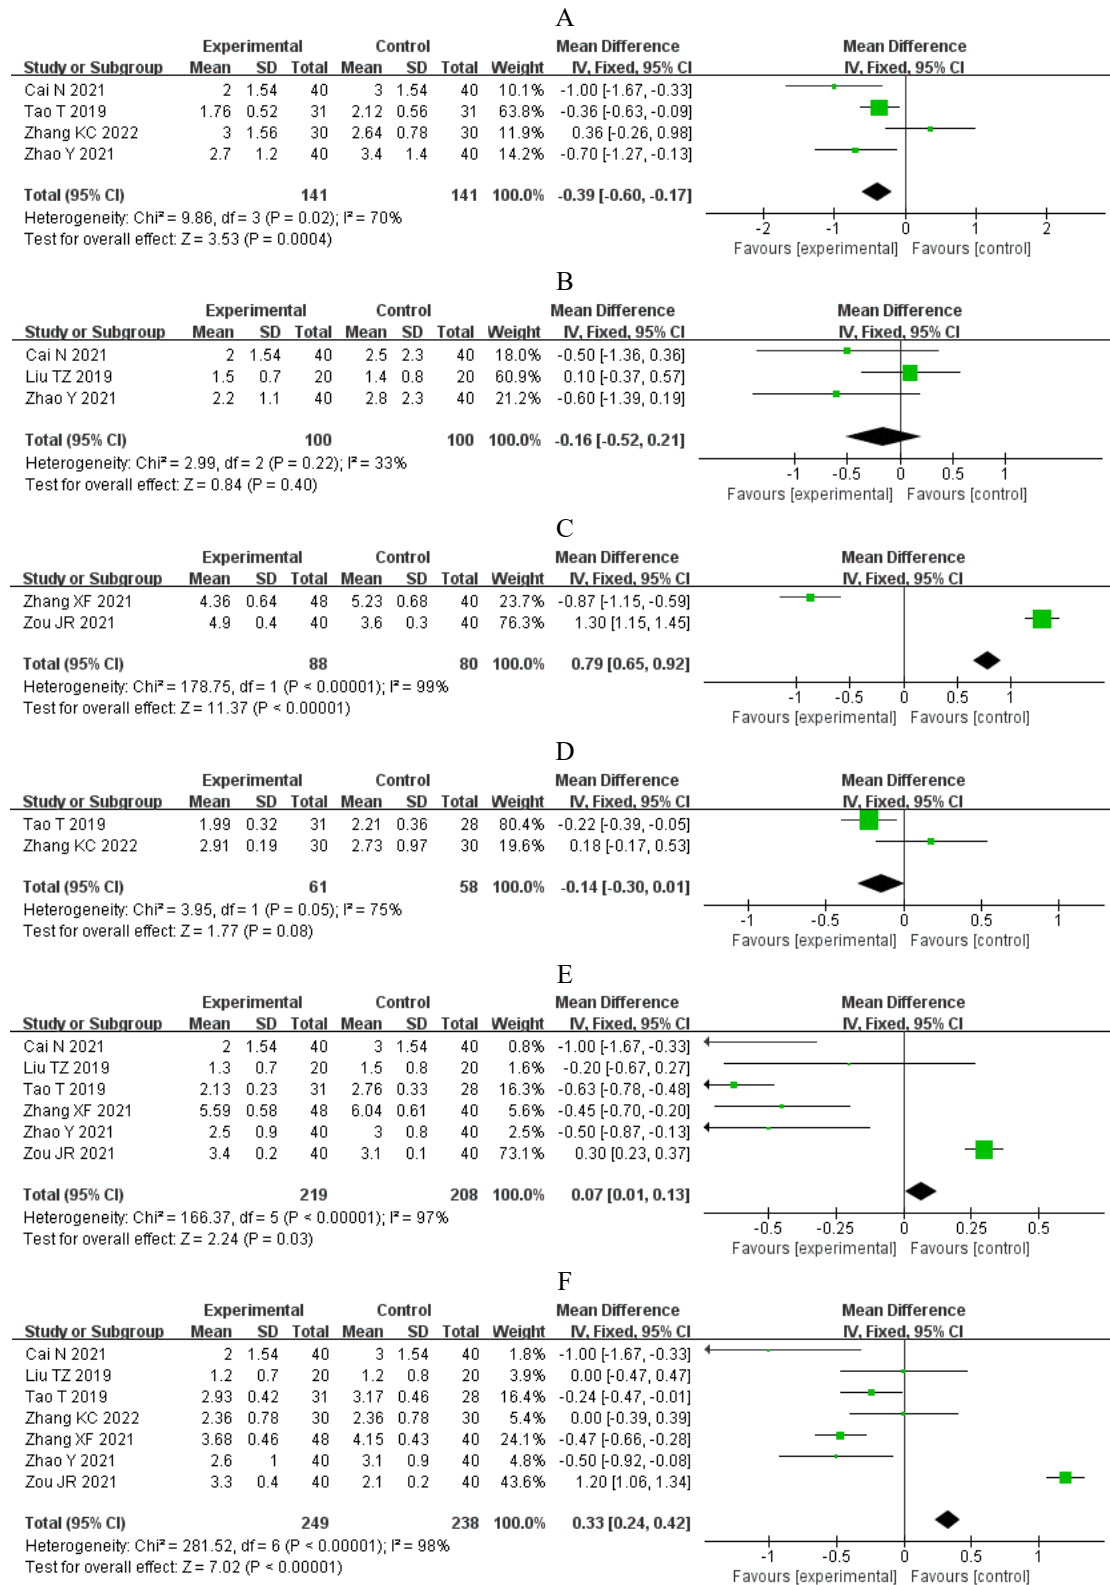 A
Experimental Control Mean Difference Mean Difference
Study or Subgroup Mean SD Total Mean SD Total Weight IV, Fixed, 95% CI IV, Fixed, 95% CI
Cai N 2021 2 1.54 40 3 1.54 40 10.1% -1.00 [-1.67, -0.33]
Tao T 2019 1.76 0.52 31 2.12 0.56 31 63.8% -0.36 [-0.63, -0.09]
Zhang KC 2022 3 1.56 30 2.64 0.78 30 11.9% 0.36 [-0.26, 0.98]
Zhao Y 2021 2.7 1.2 40 3.4 1.4 40 14.2% -0.70 [-1.27, -0.13]
Total (95% CI) 141 141 100.0% -0.39 [-0.60, -0.17]
Heterogeneity: Chi² = 9.86, df = 3 (P = 0.02); I² = 70%
Test for overall effect: Z = 3.53 (P = 0.0004)
-2 -1 0 1 2
Favours [experimental] Favours [control]
B
Experimental Control Mean Difference Mean Difference
Study or Subgroup Mean SD Total Mean SD Total Weight IV, Fixed, 95% CI IV, Fixed, 95% CI
Cai N 2021 2 1.54 40 2.5 2.3 40 18.0% -0.50 [-1.36, 0.36]
Liu TZ 2019 1.5 0.7 20 1.4 0.8 20 60.9% 0.10 [-0.37, 0.57]
Zhao Y 2021 2.2 1.1 40 2.8 2.3 40 21.2% -0.60 [-1.39, 0.19]
Total (95% CI) 100 100 100.0% -0.16 [-0.52, 0.21]
Heterogeneity: Chi² = 2.99, df = 2 (P = 0.22); I² = 33%
Test for overall effect: Z = 0.84 (P = 0.40)
-1 -0.5 0 0.5 1
Favours [experimental] Favours [control]
C
Experimental Control Mean Difference Mean Difference
Study or Subgroup Mean SD Total Mean SD Total Weight IV, Fixed, 95% CI IV, Fixed, 95% CI
Zhang XF 2021 4.36 0.64 48 5.23 0.68 40 23.7% -0.87 [-1.15, -0.59]
Zou JR 2021 4.9 0.4 40 3.6 0.3 40 76.3% 1.30 [1.15, 1.45]
Total (95% CI) 88 80 100.0% 0.79 [0.65, 0.92]
Heterogeneity: Chi² = 178.75, df = 1 (P < 0.00001); I² = 99%
Test for overall effect: Z = 11.37 (P < 0.00001)
-1 -0.5 0 0.5 1
Favours [experimental] Favours [control]
D
Experimental Control Mean Difference Mean Difference
Study or Subgroup Mean SD Total Mean SD Total Weight IV, Fixed, 95% CI IV, Fixed, 95% CI
Tao T 2019 1.99 0.32 31 2.21 0.36 28 80.4% -0.22 [-0.39, -0.05]
Zhang KC 2022 2.91 0.19 30 2.73 0.97 30 19.6% 0.18 [-0.17, 0.53]
Total (95% CI) 61 58 100.0% -0.14 [-0.30, 0.01]
Heterogeneity: Chi² = 3.95, df = 1 (P = 0.05); I² = 75%
Test for overall effect: Z = 1.77 (P = 0.08)
-1 -0.5 0 0.5 1
Favours [experimental] Favours [control]
E
Experimental Control Mean Difference Mean Difference
Study or Subgroup Mean SD Total Mean SD Total Weight IV, Fixed, 95% CI IV, Fixed, 95% CI
Cai N 2021 2 1.54 40 3 1.54 40 0.8% -1.00 [-1.67, -0.33]
Liu TZ 2019 1.3 0.7 20 1.5 0.8 20 1.6% -0.20 [-0.67, 0.27]
Tao T 2019 2.13 0.23 31 2.76 0.33 28 16.3% -0.63 [-0.78, -0.48]
Zhang XF 2021 5.59 0.58 48 6.04 0.61 40 5.6% -0.45 [-0.70, -0.20]
Zhao Y 2021 2.5 0.9 40 3 0.8 40 2.5% -0.50 [-0.87, -0.13]
Zou JR 2021 3.4 0.2 40 3.1 0.1 40 73.1% 0.30 [0.23, 0.37]
Total (95% CI) 219 208 100.0% 0.07 [0.01, 0.13]
Heterogeneity: Chi² = 166.37, df = 5 (P < 0.00001); I² = 97%
Test for overall effect: Z = 2.24 (P = 0.03)
-0.5 -0.25 0 0.25 0.5
Favours [experimental] Favours [control]
F
Experimental Control Mean Difference Mean Difference
Study or Subgroup Mean SD Total Mean SD Total Weight IV, Fixed, 95% CI IV, Fixed, 95% CI
Cai N 2021 2 1.54 40 3 1.54 40 1.8% -1.00 [-1.67, -0.33]
Liu TZ 2019 1.2 0.7 20 1.2 0.8 20 3.9% 0.00 [-0.47, 0.47]
Tao T 2019 2.93 0.42 31 3.17 0.46 28 16.4% -0.24 [-0.47, -0.01]
Zhang KC 2022 2.36 0.78 30 2.36 0.78 30 5.4% 0.00 [-0.39, 0.39]
Zhang XF 2021 3.68 0.46 48 4.15 0.43 40 24.1% -0.47 [-0.66, -0.28]
Zhao Y 2021 2.6 1 40 3.1 0.9 40 4.8% -0.50 [-0.92, -0.08]
Zou JR 2021 3.3 0.4 40 2.1 0.2 40 43.6% 1.20 [1.06, 1.34]
Total (95% CI) 249 238 100.0% 0.33 [0.24, 0.42]
Heterogeneity: Chi² = 281.52, df = 6 (P < 0.00001); I² = 98%
Test for overall effect: Z = 7.02 (P < 0.00001)
-1 -0.5 0 0.5 1
Favours [experimental] Favours [control]